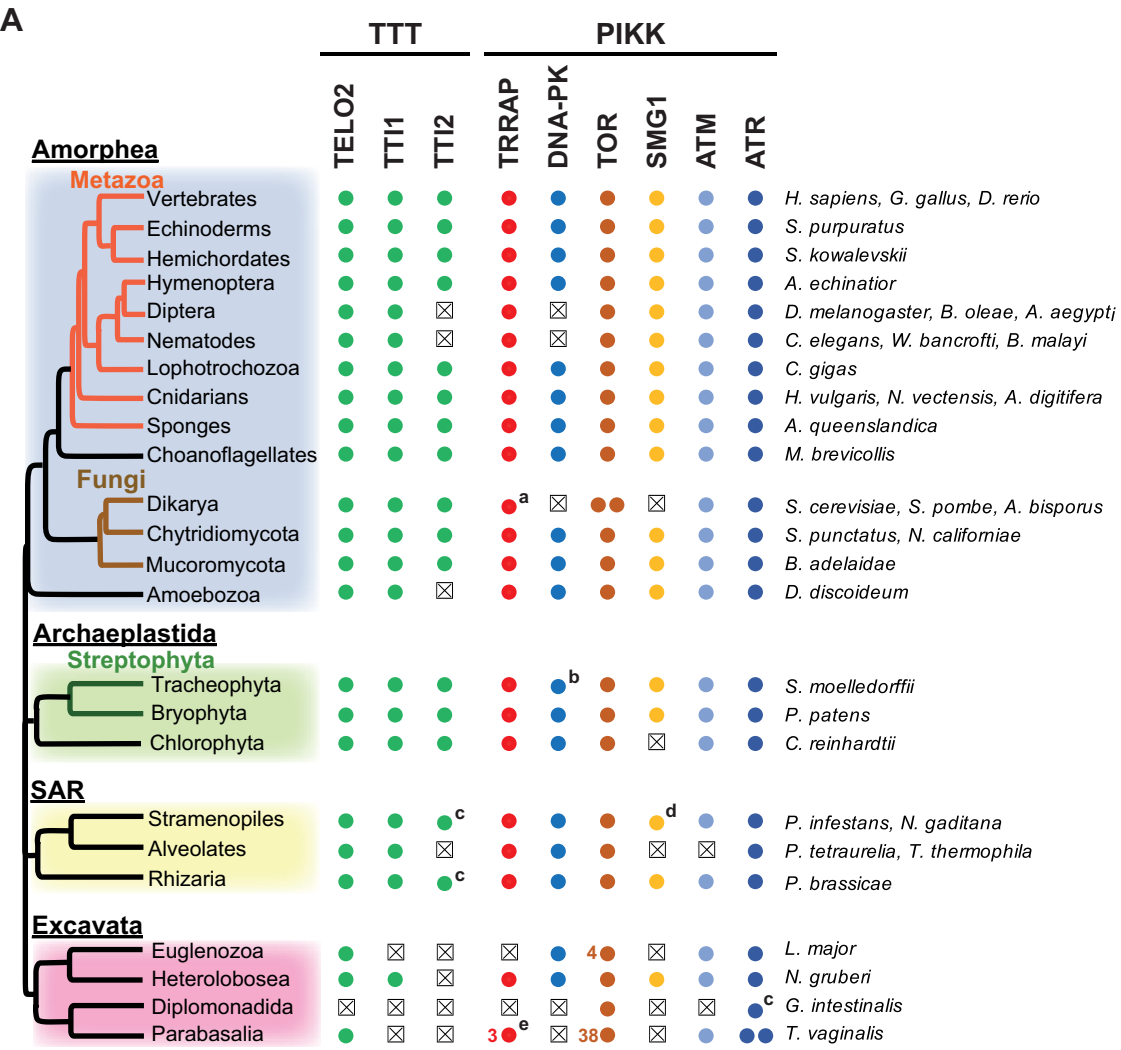 A
TTT PIKK
TELO2 TTI1 TTI2 TRRAP DNA-PK TOR SMG1 ATM ATR
Amorphea
Metazoa
Vertebrates H. sapiens, G. gallus, D. rerio
Echinoderms S. purpuratus
Hemichordates S. kowalevskii
Hymenoptera A. echinatior
Diptera D. melanogaster, B. oleae, A. aegypti
Nematodes C. elegans, W. bancrofti, B. malayi
Lophotrochozoa C. gigas
Cnidarians H. vulgaris, N. vectensis, A. digitifera
Sponges A. queenslandica
Choanoflagellates M. brevicollis
Fungi
Dikarya a S. cerevisiae, S. pombe, A. bisporus
Chytridiomycota S. punctatus, N. californiae
Mucoromycota B. adelaidae
Amoebozoa D. discoideum
Archaeplastida
Streptophyta
Tracheophyta b S. moelledorffii
Bryophyta P. patens
Chlorophyta C. reinhardtii
SAR
Stramenopiles c d P. infestans, N. gaditana
Alveolates P. tetraurelia, T. thermophila
Rhizaria c P. brassicae
Excavata
Euglenozoa 4 L. major
Heterolobosea N. gruberi
Diplomonadida c G. intestinalis
Parabasalia 3 e 38 T. vaginalis